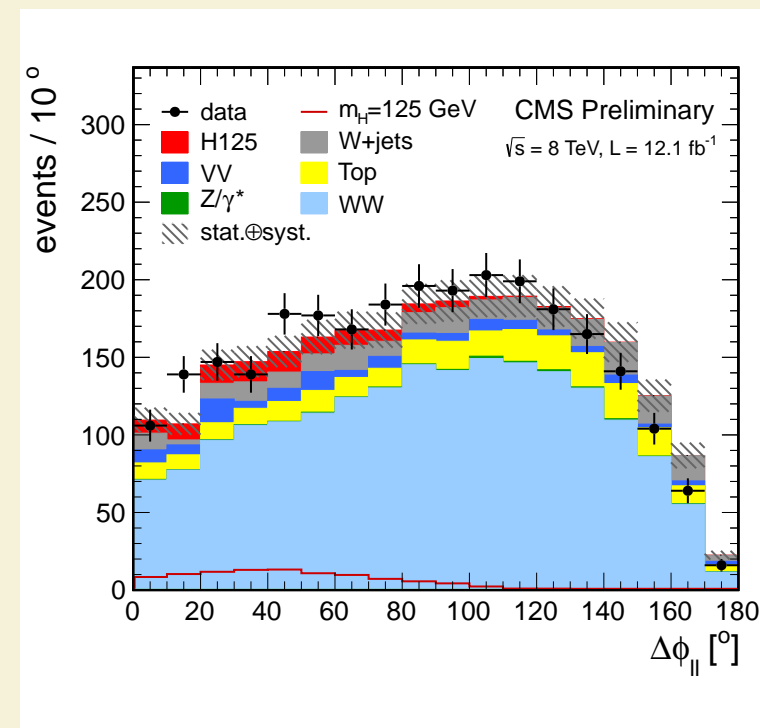 events / 10 °
300
250
200
150
100
50
0
data
H125
VV
Z/γ*
stat.⊕syst.
m_H=125 GeV
W+jets
Top
WW
CMS Preliminary
√s = 8 TeV, L = 12.1 fb⁻¹
0 20 40 60 80 100 120 140 160 180
Δϕ_ll [°]